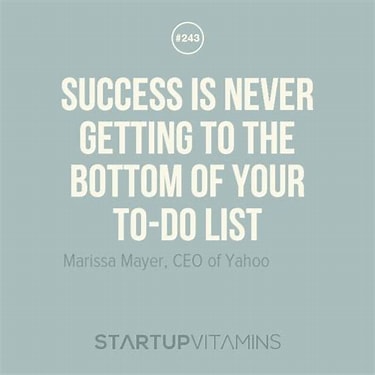 #243
SUCCESS IS NEVER
GETTING TO THE
BOTTOM OF YOUR
TO-DO LIST
Marissa Mayer, CEO of Yahoo
STARTUPVITAMINS